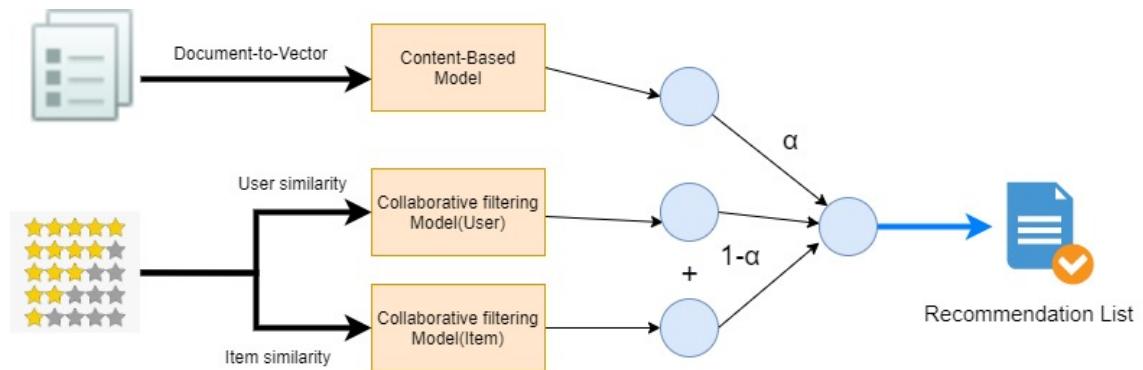 Document-to-Vector
Content-Based
Model
α
User similarity
Collaborative filtering
Model(User)
1-α
+
Collaborative filtering
Model(Item)
Item similarity
Recommendation List